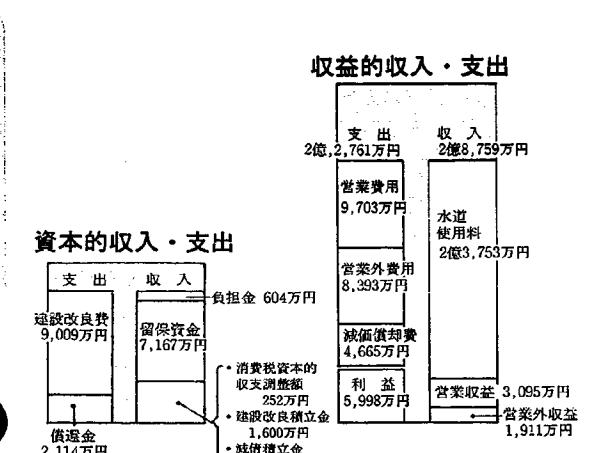 収益的収入・支出
支 出
2億,2,761万円
収 入
2億8,759万円
営業費用
9,703万円
営業外費用
8,393万円
減価償却費
4,665万円
利 益
5,998万円
水道
使用料
2億3,753万円
営業収益 3,095万円
営業外収益
1,911万円
資本的収入・支出
支 出
収 入
建設改良費
9,009万円
償還金
2,114万円
負担金 604万円
留保資金
7,167万円
・消費税資本的
収支調整額
252万円
・建設改良積立金
1,600万円
・減債積立金